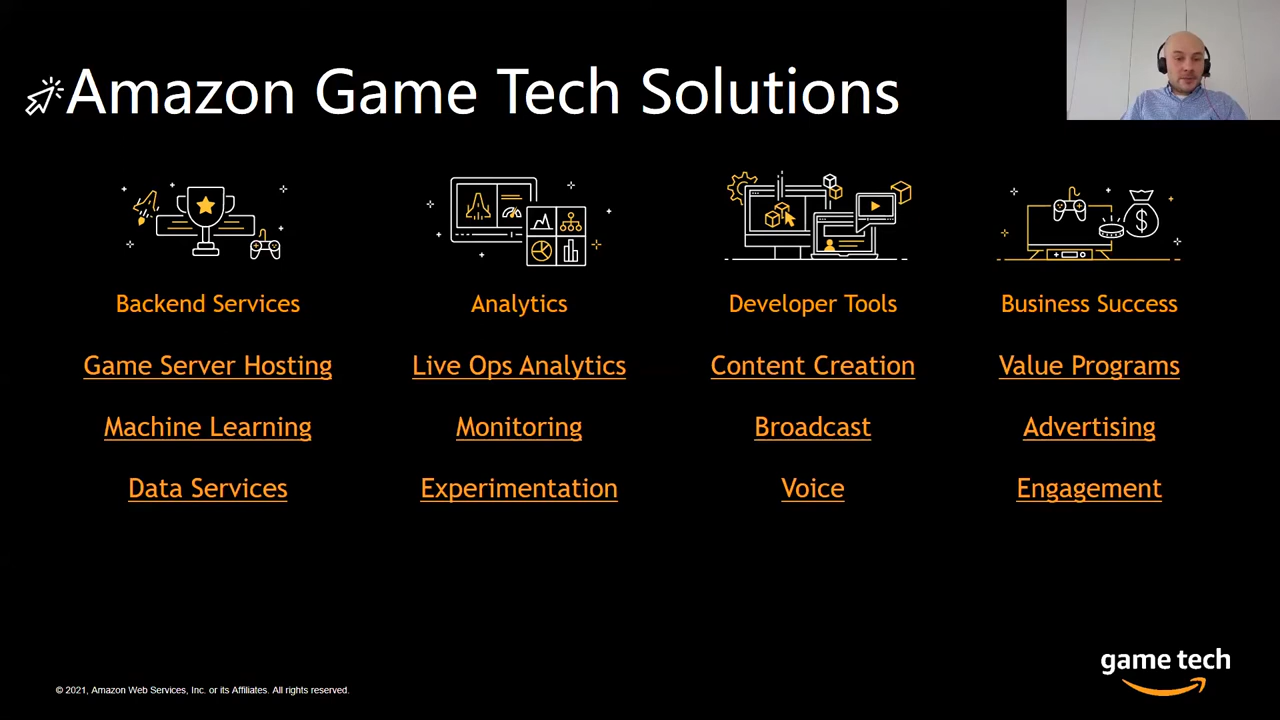 Amazon Game Tech Solutions
Backend Services
Analytics
Developer Tools
Business Success
Game Server Hosting
Live Ops Analytics
Content Creation
Value Programs
Machine Learning
Monitoring
Broadcast
Advertising
Data Services
Experimentation
Voice
Engagement
game tech
© 2021, Amazon Web Services, Inc. or its Affiliates. All rights reserved.